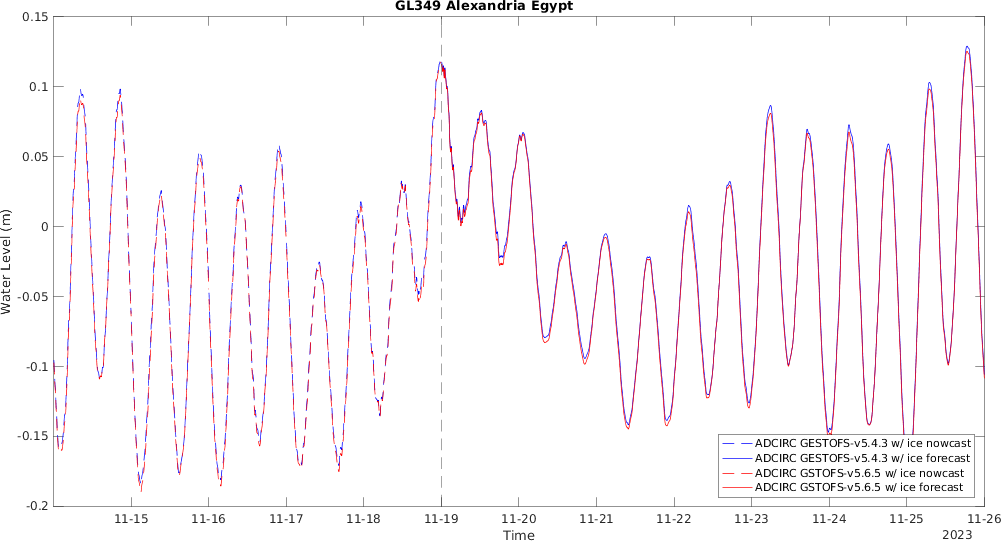 GL349 Alexandria Egypt
0.15
0.1
0.05
0
-0.05
-0.1
-0.15
-0.2
Water Level (m)
11-15 11-16 11-17 11-18 11-19 11-20 11-21 11-22 11-23 11-24 11-25 11-26
Time
2023
ADCIRC GESTOFS-v5.4.3 w/ ice nowcast
ADCIRC GESTOFS-v5.4.3 w/ ice forecast
ADCIRC GSTOFS-v5.6.5 w/ ice nowcast
ADCIRC GSTOFS-v5.6.5 w/ ice forecast